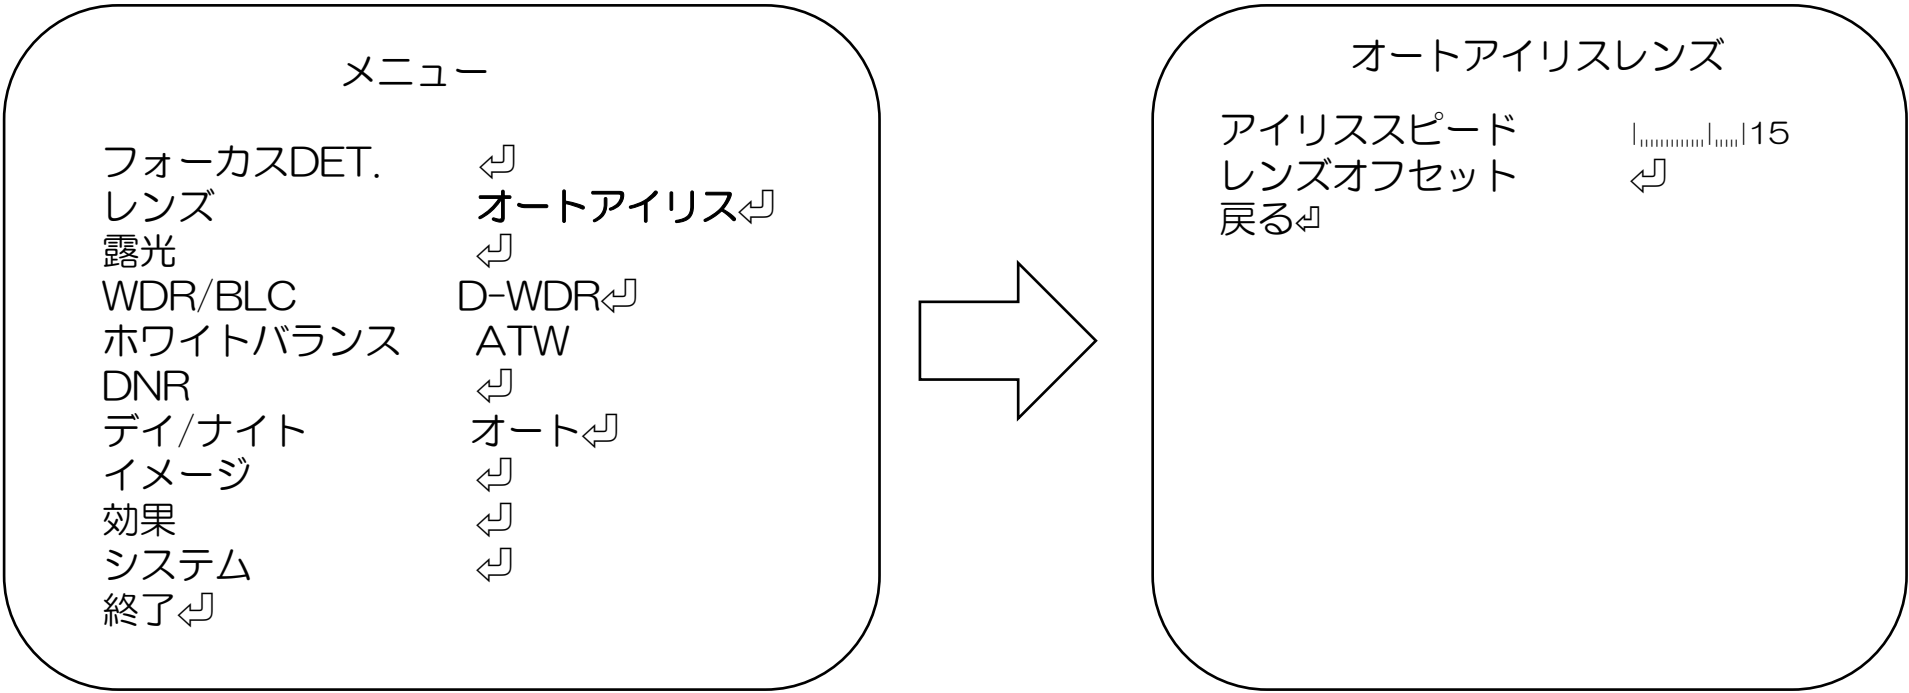 メニュー
フォーカスDET. ⏎
レンズ オートアイリス⏎
露光 ⏎
WDR/BLC D-WDR⏎
ホワイトバランス ATW
DNR ⏎
デイ/ナイト オート⏎
イメージ ⏎
効果 ⏎
システム ⏎
終了⏎
オートアイリスレンズ
アイリススピード 15
レンズオフセット ⏎
戻る⏎